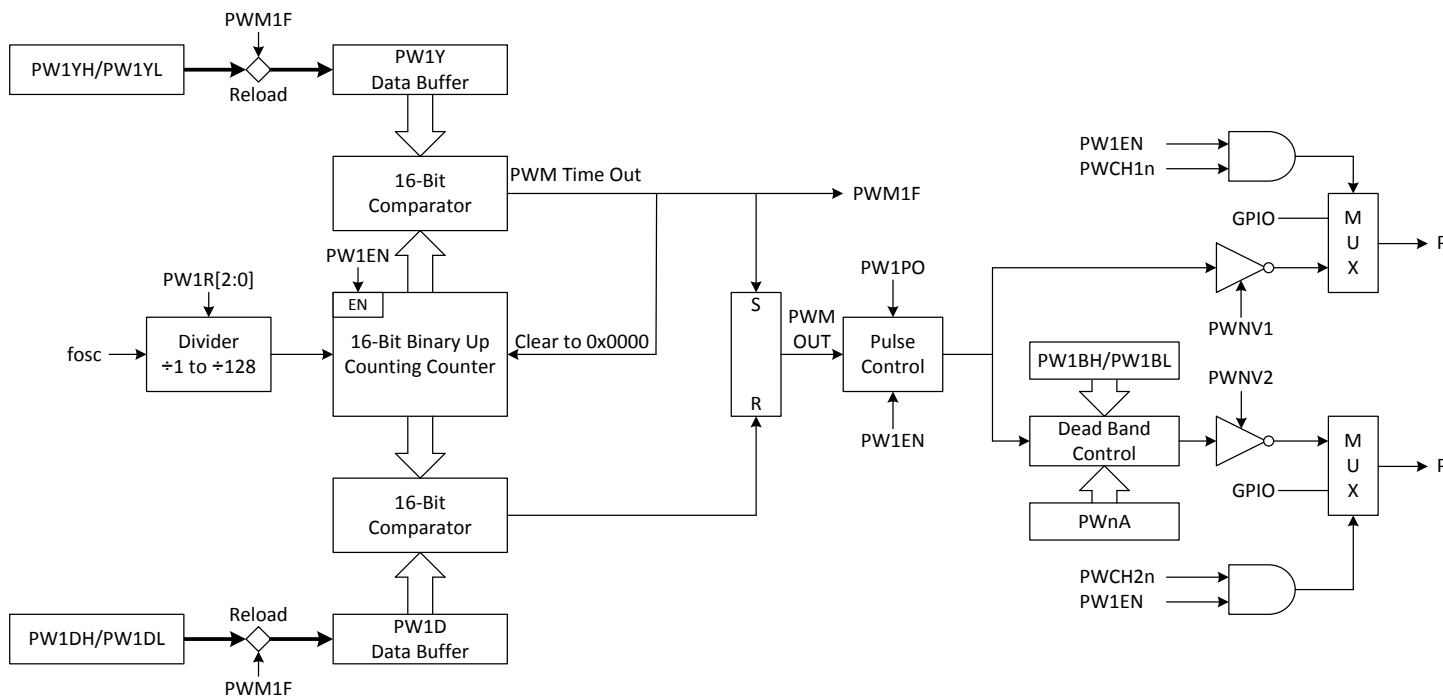 PWM1F
PW1YH/PW1YL
Reload
PW1Y
Data Buffer
16-Bit
Comparator
PWM Time Out
PWM1F
PW1EN
EN
PW1R[2:0]
fosc
Divider
÷1 to ÷128
16-Bit Binary Up
Counting Counter
Clear to 0x0000
S
R
PWM
OUT
PW1PO
Pulse
Control
PW1EN
16-Bit
Comparator
PW1DH/PW1DL
Reload
PWM1F
PW1D
Data Buffer
PW1EN
PWCH1n
GPIO
M
U
X
P
PWNV1
PW1BH/PW1BL
Dead Band
Control
PWnA
PWNV2
GPIO
M
U
X
P
PWCH2n
PW1EN